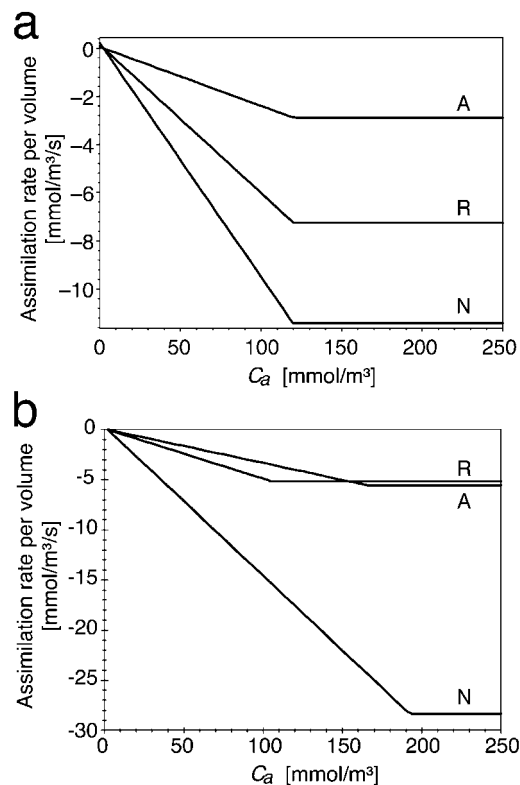 a
Assimilation rate per volume
[mmol/m³/s]
0
−2
−4
−6
−8
−10
A
R
N
0 50 100 150 200 250
Ca [mmol/m³]
b
Assimilation rate per volume
[mmol/m³/s]
0
-5
-10
-15
-20
-25
-30
R
A
N
0 50 100 150 200 250
Ca [mmol/m³]